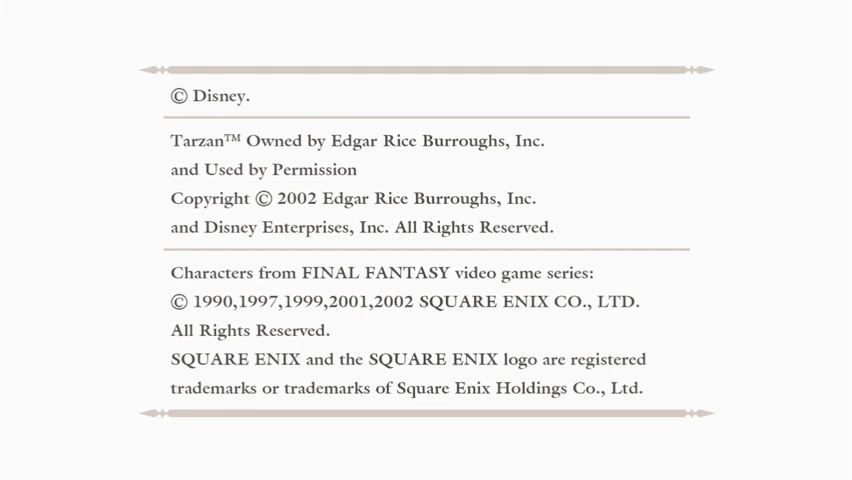 © Disney.
Tarzan™ Owned by Edgar Rice Burroughs, Inc.
and Used by Permission
Copyright © 2002 Edgar Rice Burroughs, Inc.
and Disney Enterprises, Inc. All Rights Reserved.
Characters from FINAL FANTASY video game series:
© 1990,1997,1999,2001,2002 SQUARE ENIX CO., LTD.
All Rights Reserved.
SQUARE ENIX and the SQUARE ENIX logo are registered
trademarks or trademarks of Square Enix Holdings Co., Ltd.